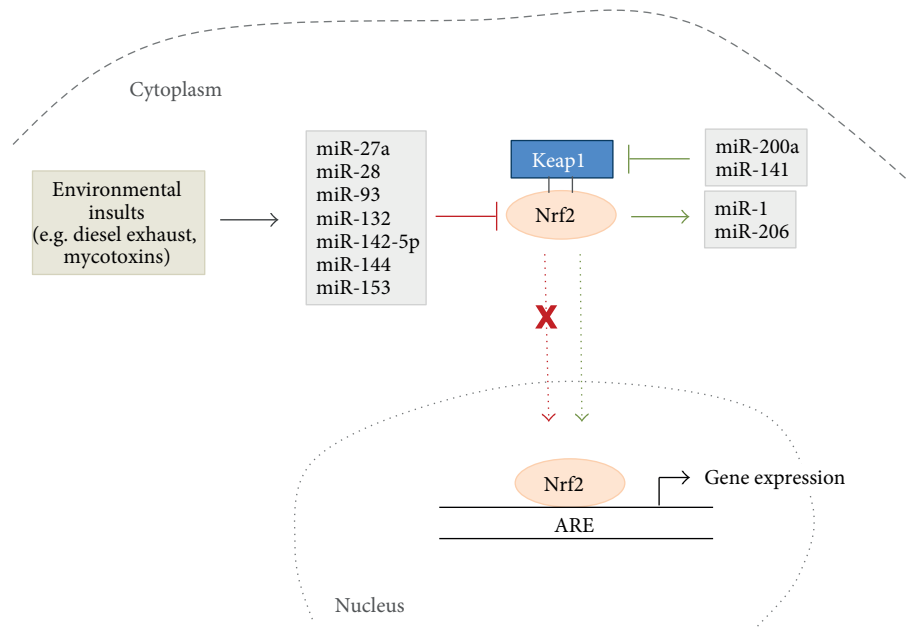 Cytoplasm
Environmental
insults
(e.g. diesel exhaust,
mycotoxins)
miR-27a
miR-28
miR-93
miR-132
miR-142-5p
miR-144
miR-153
Keap1
Nrf2
miR-200a
miR-141
miR-1
miR-206
X
Nrf2
Gene expression
ARE
Nucleus